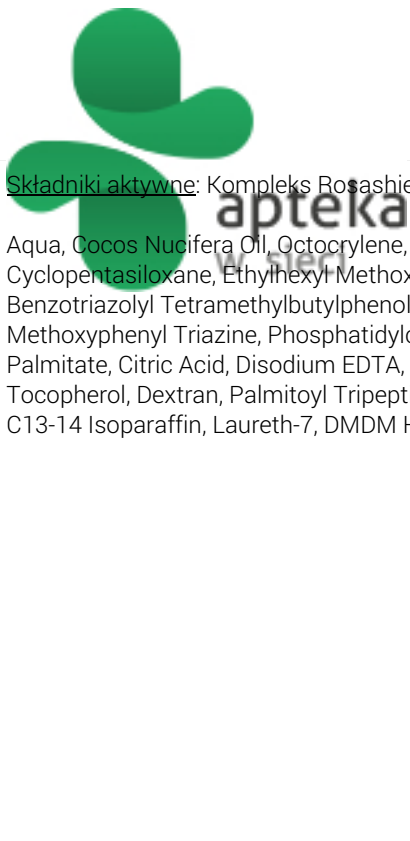 Składniki aktywne: Kompleks Rosashie
apteka
w sieci
Aqua, Cocos Nucifera Oil, Octocrylene,
Cyclopentasiloxane, Ethylhexyl Methox
Benzotriazolyl Tetramethylbutylphenol
Methoxyphenyl Triazine, Phosphatidylc
Palmitate, Citric Acid, Disodium EDTA,
Tocopherol, Dextran, Palmitoyl Tripept
C13-14 Isoparaffin, Laureth-7, DMDM H